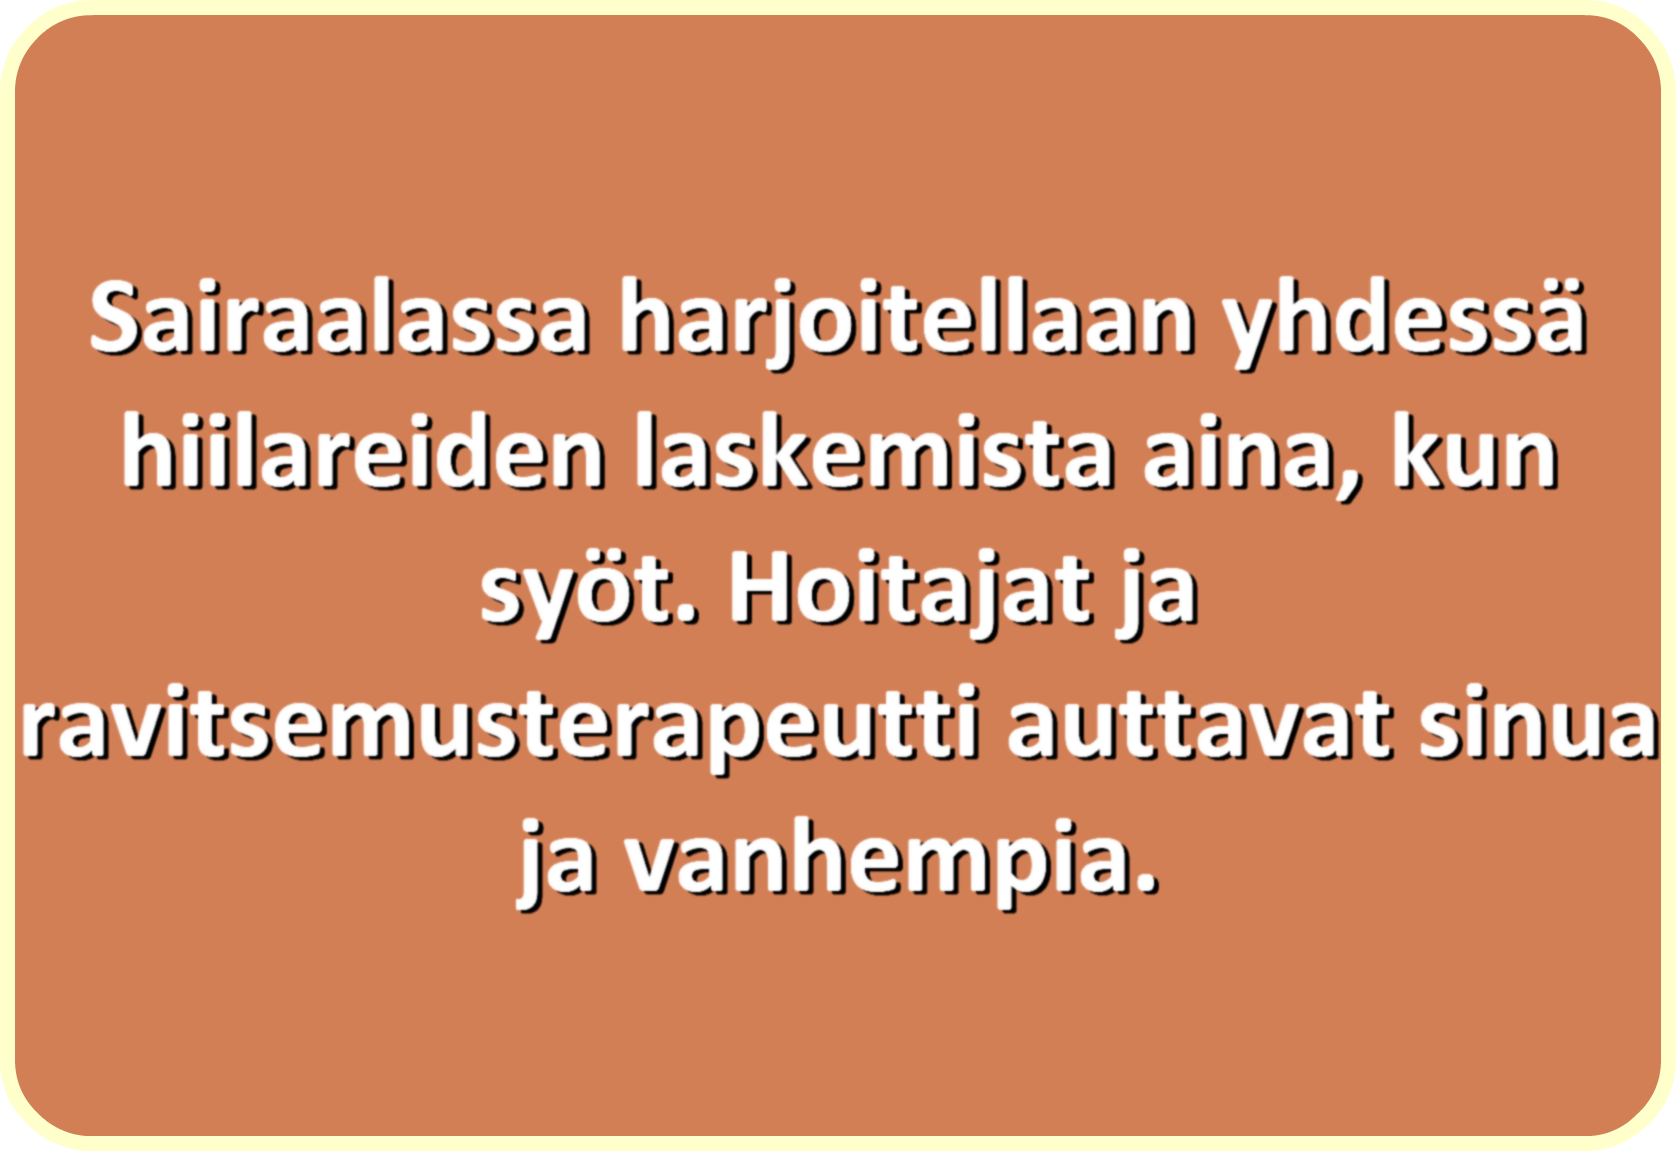 Sairaalassa harjoitellaan yhdessä
hiilareiden laskemista aina, kun
syöt. Hoitajat ja
ravitsemusterapeutti auttavat sinua
ja vanhempia.